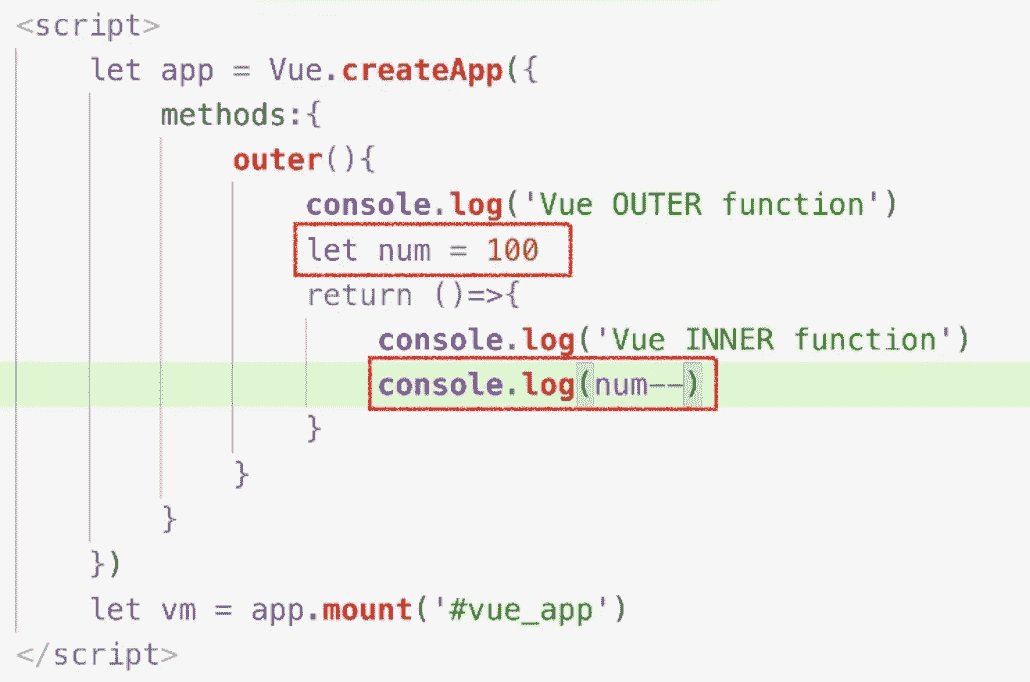 <script>
let app = Vue.createApp({
methods:{
outer(){
console.log('Vue OUTER function')
let num = 100
return ()=>{
console.log('Vue INNER function')
console.log(num--)
}
}
}
})
let vm = app.mount('#vue_app')
</script>